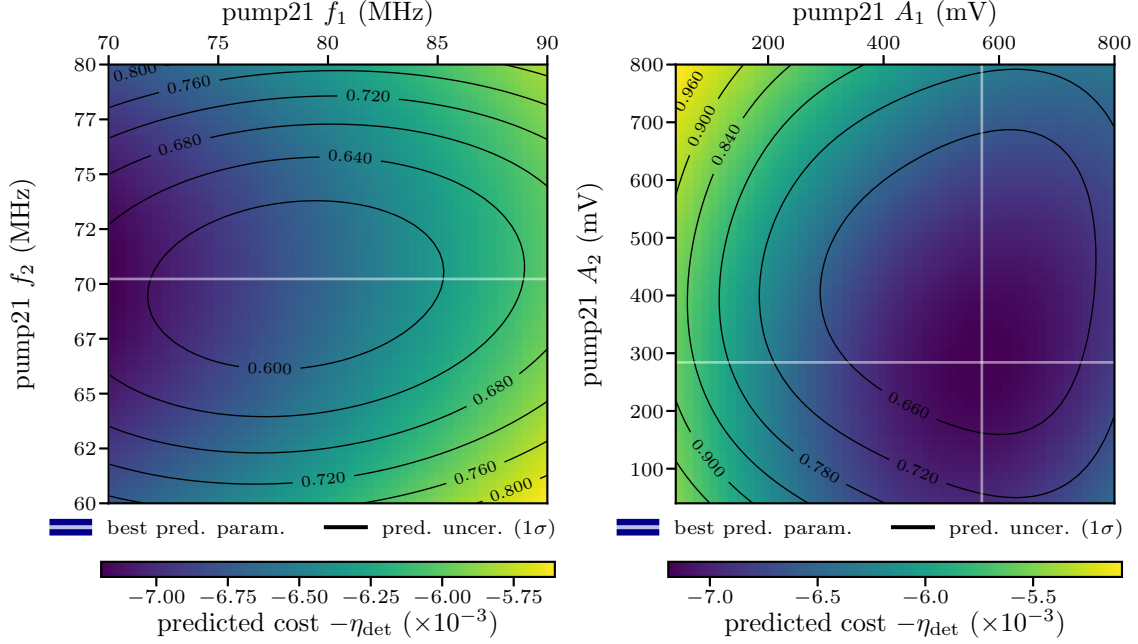 pump21 f₁ (MHz)
70 75 80 85 90
pump21 f₂ (MHz)
80
77
75
72
70
67
65
62
60
0.800
0.760
0.720
0.680
0.640
0.600
0.680
0.720
0.760
0.800
best pred. param.
pred. uncer. (1σ)
−7.00 −6.75 −6.50 −6.25 −6.00 −5.75
predicted cost −η_det (×10⁻³)
pump21 A₁ (mV)
200 400 600 800
pump21 A₂ (mV)
800
700
600
500
400
300
200
100
0.960
0.900
0.840
0.660
0.720
0.780
0.900
best pred. param.
pred. uncer. (1σ)
−7.0 −6.5 −6.0 −5.5
predicted cost −η_det (×10⁻³)